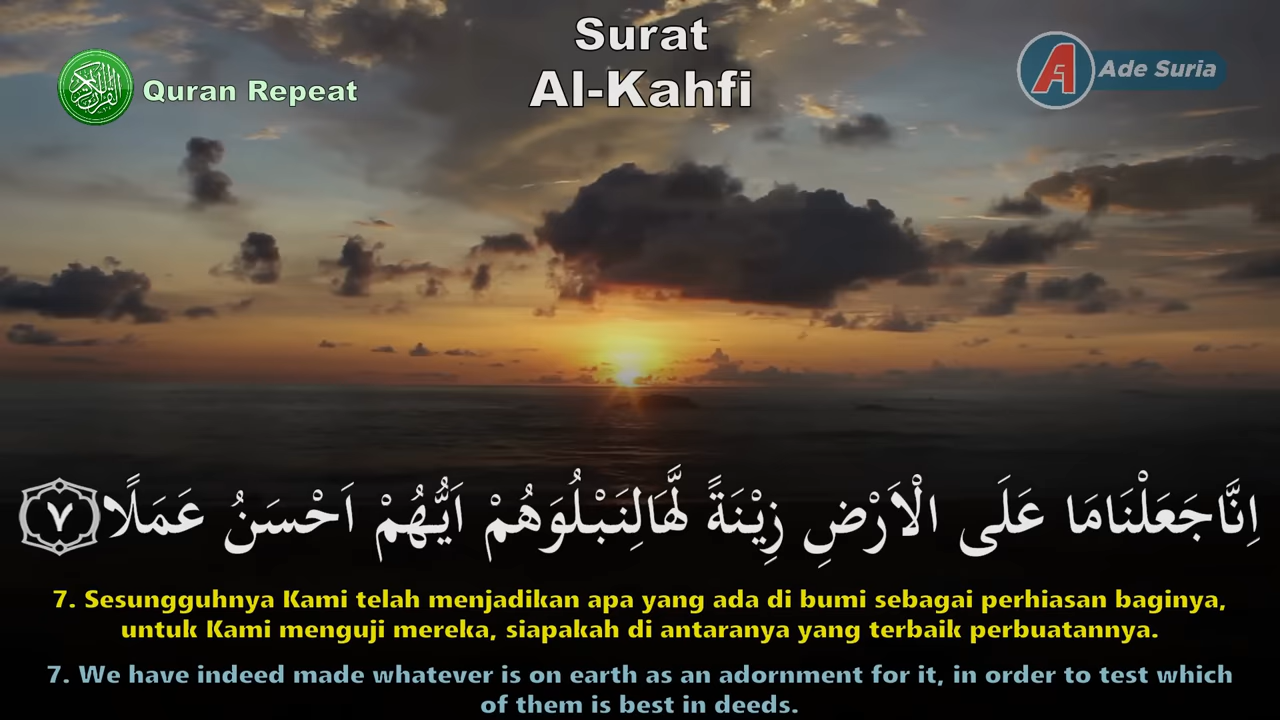 Surat
Al-Kahfi
Quran Repeat
Ade Suria
اِنَّاجَعَلْنَامَا عَلَى الْاَرْضِ زِيْنَةً لَّهَالِنَبْلُوَهُمْ اَيُّهُمْ اَحْسَنُ عَمَلًا ٧
7. Sesungguhnya Kami telah menjadikan apa yang ada di bumi sebagai perhiasan baginya,
untuk Kami menguji mereka, siapakah di antaranya yang terbaik perbuatannya.
7. We have indeed made whatever is on earth as an adornment for it, in order to test which
of them is best in deeds.